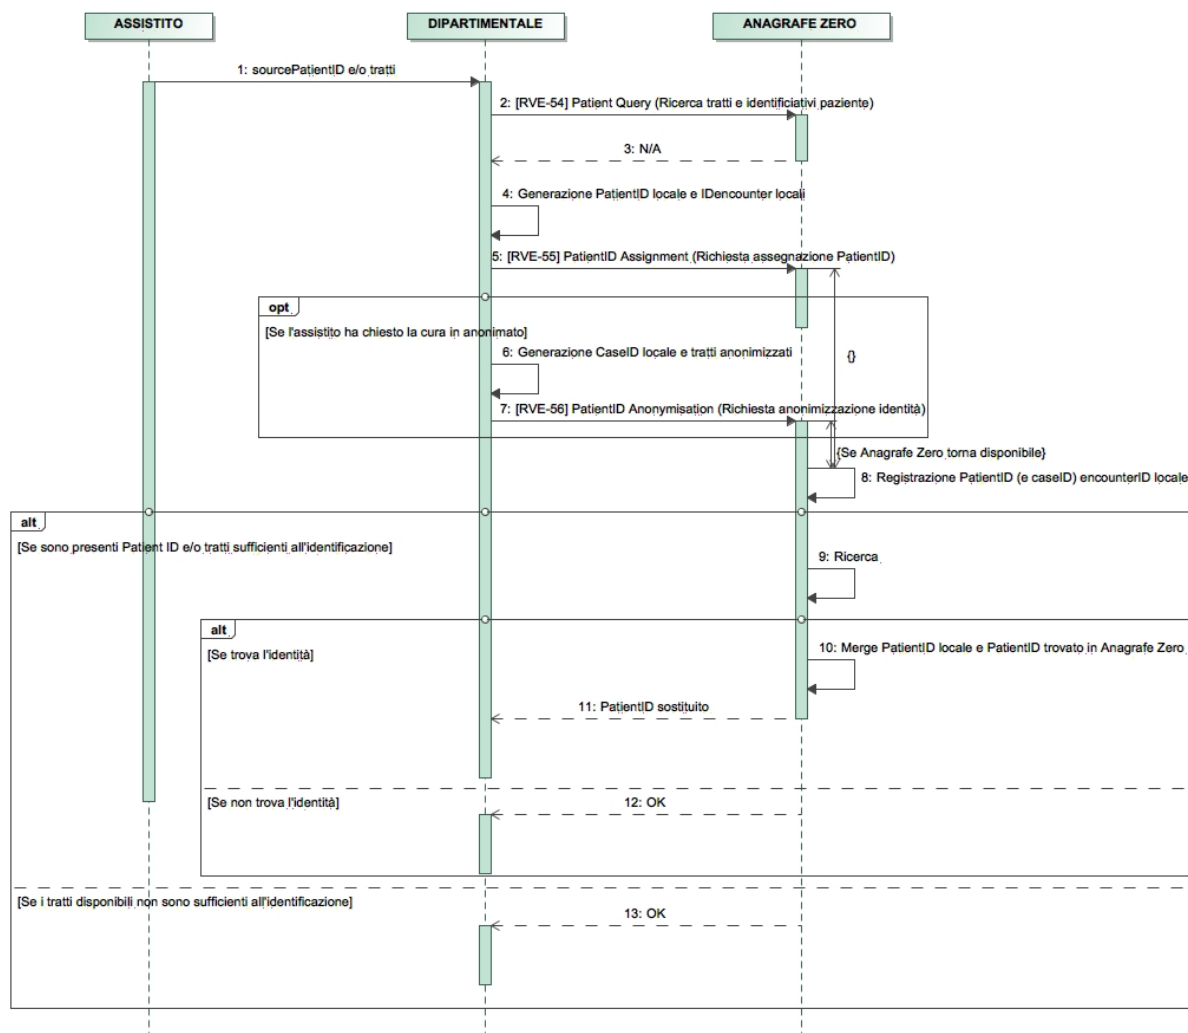 ASSISTITO
DIPARTIMENTALE
ANAGRAFE ZERO
1: sourcePatientID e/o tratti
2: [RVE-54] Patient Query (Ricerca tratti e identificiativi paziente)
3: N/A
4: Generazione PatientID locale e IDencounter locali
5: [RVE-55] PatientID Assignment (Richiesta assegnazione PatientID)
opt
[Se l'assistito ha chiesto la cura in anonimato]
6: Generazione CaseID locale e tratti anonimizzati
{}
7: [RVE-56] PatientID Anonymisation (Richiesta anonimizzazione identità)
{Se Anagrafe Zero torna disponibile}
8: Registrazione PatientID (e caseID) encounterID locale
alt
[Se sono presenti Patient ID e/o tratti sufficienti all'identificazione]
9: Ricerca
alt
[Se trova l'identità]
10: Merge PatientID locale e PatientID trovato in Anagrafe Zero
11: PatientID sostituito
[Se non trova l'identità]
12: OK
[Se i tratti disponibili non sono sufficienti all'identificazione]
13: OK